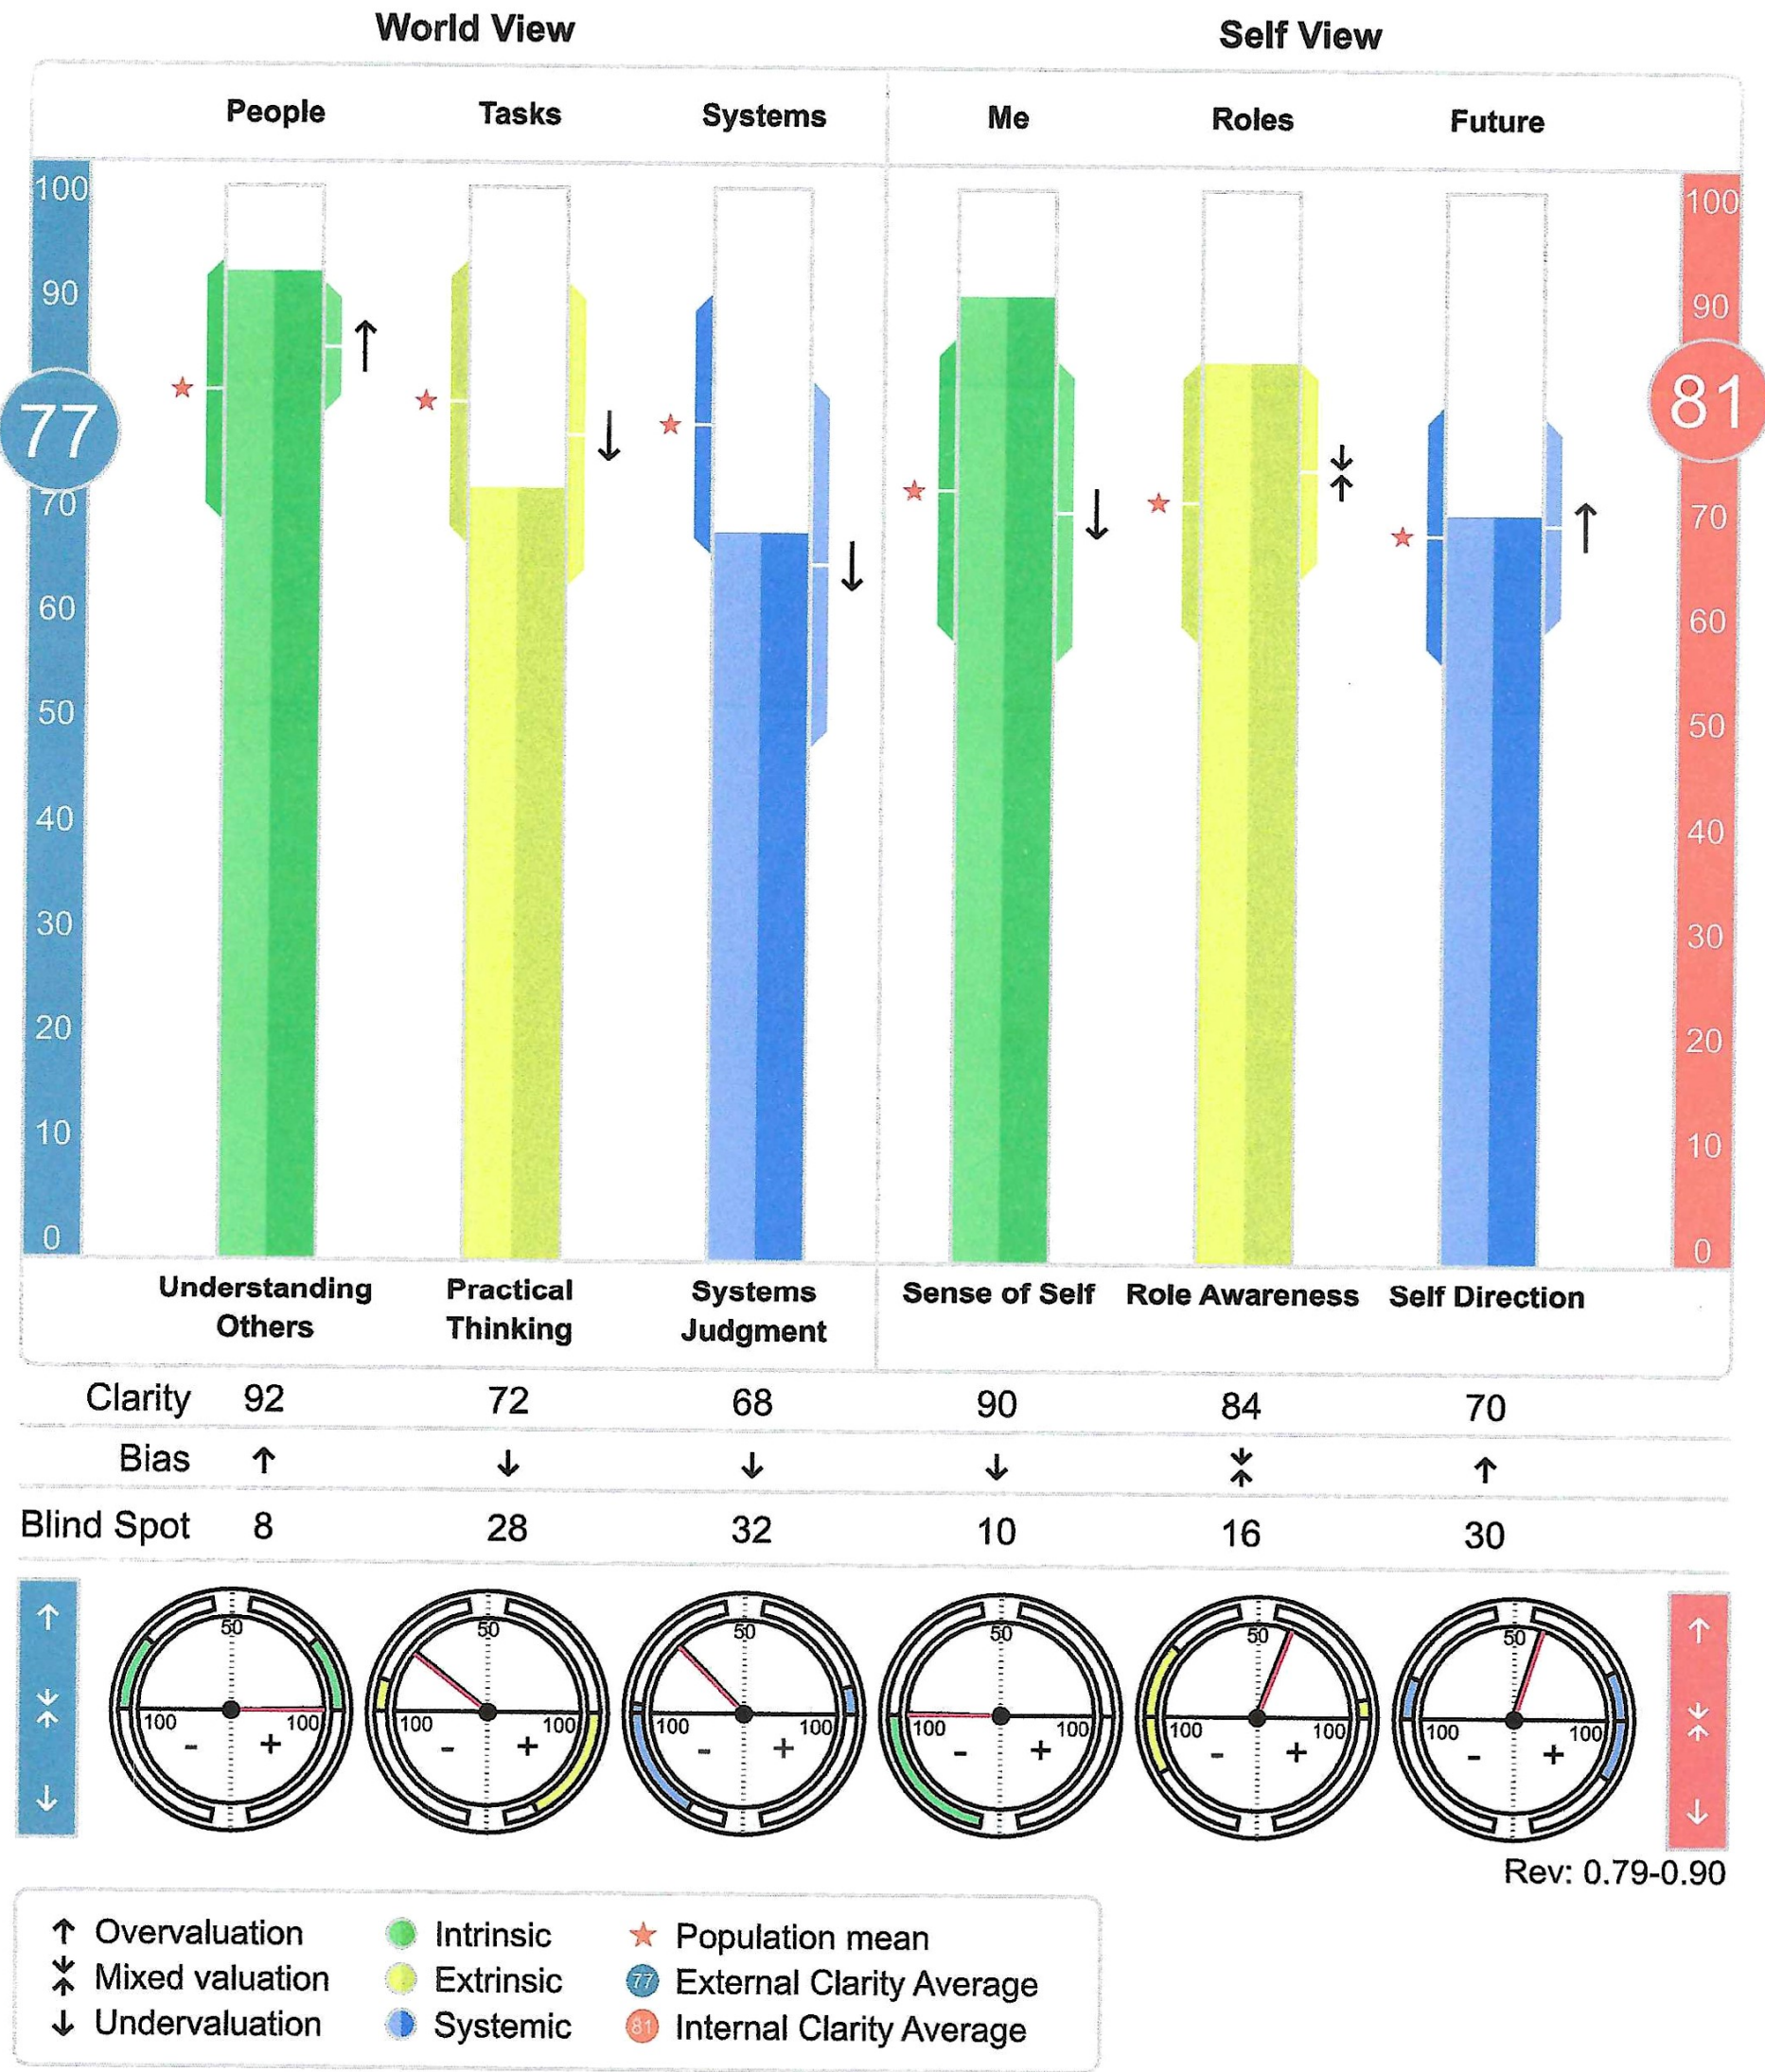 World View Self View
People Tasks Systems Me Roles Future
100 100
90 90
77 81
70 70
60 60
50 50
40 40
30 30
20 20
10 10
0 0
Understanding Others Practical Thinking Systems Judgment Sense of Self Role Awareness Self Direction
Clarity 92 72 68 90 84 70
Bias ↑ ↓ ↓ ↓ ↑
Blind Spot 8 28 32 10 16 30
50 50 50 50 50 50
100 100 100 100 100 100 100 100 100 100 100 100
- + - + - + - + - + - +
Rev: 0.79-0.90
↑ Overvaluation Intrinsic Population mean
Mixed valuation Extrinsic 77 External Clarity Average
↓ Undervaluation Systemic 81 Internal Clarity Average